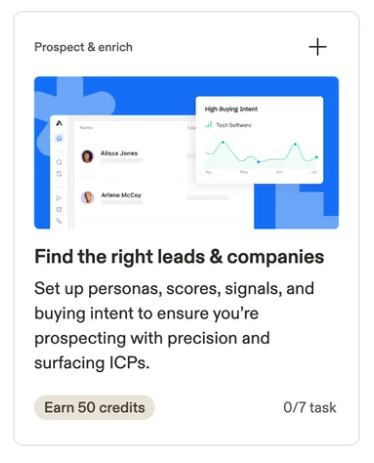 Prospect & enrich
High Buying Intent
Tech Software
Name
Alissa Jones
Arlene McCoy
Apr
May
Jun
Jul
Find the right leads & companies
Set up personas, scores, signals, and
buying intent to ensure you’re
prospecting with precision and
surfacing ICPs.
Earn 50 credits
0/7 task